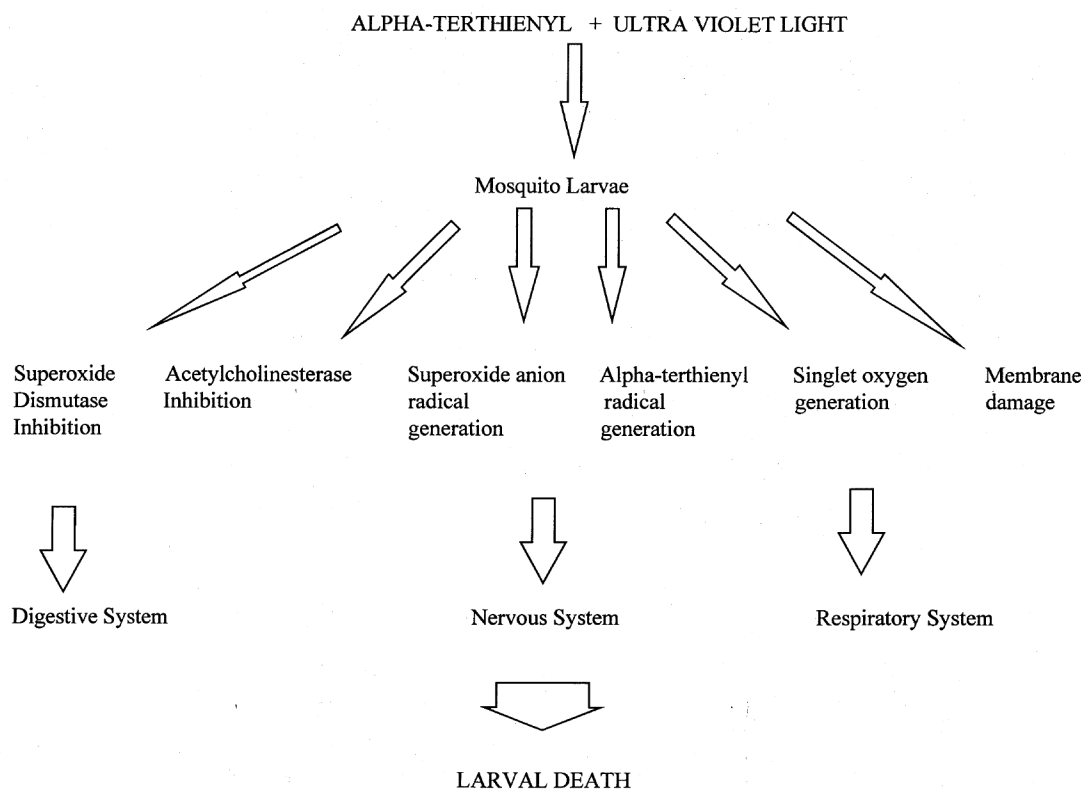 ALPHA-TERTHIENYL + ULTRA VIOLET LIGHT
Mosquito Larvae
Superoxide
Dismutase
Inhibition
Acetylcholinesterase
Inhibition
Superoxide anion
radical
generation
Alpha-terthienyl
radical
generation
Singlet oxygen
generation
Membrane
damage
Digestive System
Nervous System
Respiratory System
LARVAL DEATH